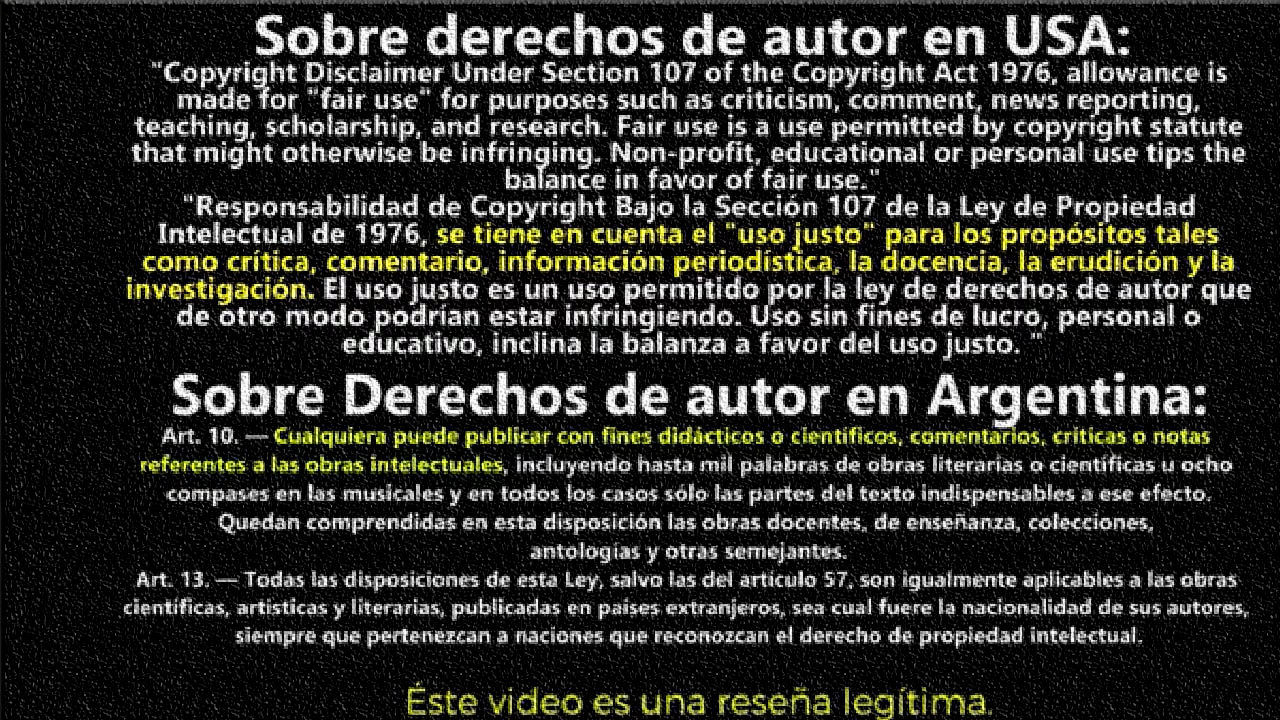 Sobre derechos de autor en USA:
"Copyright Disclaimer Under Section 107 of the Copyright Act 1976, allowance is
made for "fair use" for purposes such as criticism, comment, news reporting,
teaching, scholarship, and research. Fair use is a use permitted by copyright statute
that might otherwise be infringing. Non-profit, educational or personal use tips the
balance in favor of fair use."
"Responsabilidad de Copyright Bajo la Sección 107 de la Ley de Propiedad
Intelectual de 1976, se tiene en cuenta el "uso justo" para los propósitos tales
como crítica, comentario, información periodística, la docencia, la erudición y la
investigación. El uso justo es un uso permitido por la ley de derechos de autor que
de otro modo podrían estar infringiendo. Uso sin fines de lucro, personal o
educativo, inclina la balanza a favor del uso justo. "
Sobre Derechos de autor en Argentina:
Art. 10. — Cualquiera puede publicar con fines didácticos o científicos, comentarios, críticas o notas
referentes a las obras intelectuales, incluyendo hasta mil palabras de obras literarias o científicas u ocho
compases en las musicales y en todos los casos sólo las partes del texto indispensables a ese efecto.
Quedan comprendidas en esta disposición las obras docentes, de enseñanza, colecciones,
antologías y otras semejantes.
Art. 13. — Todas las disposiciones de esta Ley, salvo las del artículo 57, son igualmente aplicables a las obras
científicas, artísticas y literarias, publicadas en países extranjeros, sea cual fuere la nacionalidad de sus autores,
siempre que pertenezcan a naciones que reconozcan el derecho de propiedad intelectual.
Éste video es una reseña legítima.